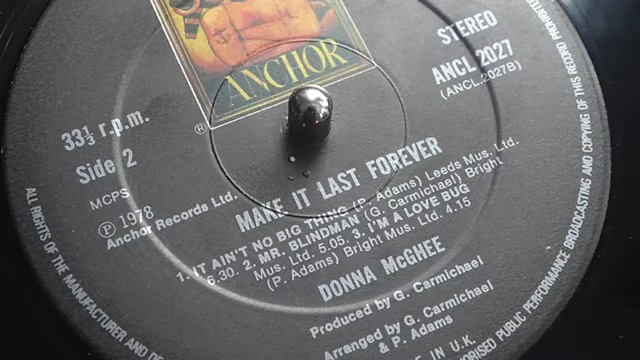 ANCHOR
®
STEREO
ANCL 2027
(ANCL.2027B)
33⅓ r.p.m.
Side 2
MCPS
Ⓟ 1978
Anchor Records Ltd.
MAKE IT LAST FOREVER
1. IT AIN'T NO BIG THING (P. Adams) Leeds Mus. Ltd.
6.30. 2. MR. BLINDMAN (G. Carmichael) Bright
Mus. Ltd. 5.05. 3. I'M A LOVE BUG
(P. Adams) Bright Mus. Ltd. 4.15
DONNA McGHEE
Produced by G. Carmichael
Arranged by G. Carmichael
& P. Adams
ALL RIGHTS OF THE MANUFACTURER AND
IN U.K.
PUBLIC PERFORMANCE BROADCASTING AND COPYING OF THIS RECORD PROHIBITED